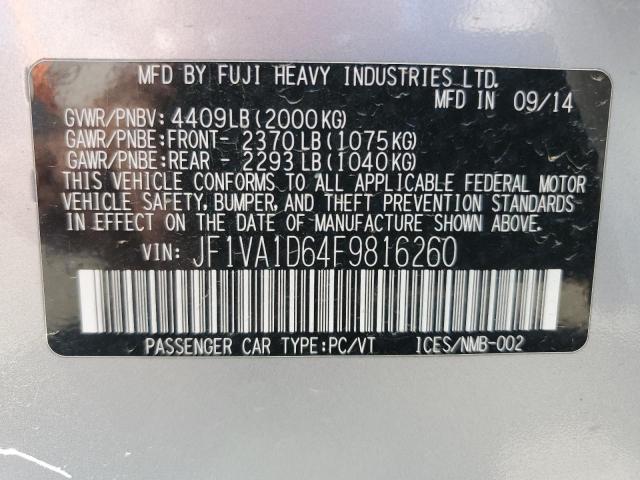 MFD BY FUJI HEAVY INDUSTRIES LTD.
MFD IN 09/14
GVWR/PNBV: 4409LB (2000KG)
GAWR/PNBE:FRONT- 2370LB (1075KG)
GAWR/PNBE:REAR - 2293LB (1040KG)
THIS VEHICLE CONFORMS TO ALL APPLICABLE FEDERAL MOTOR
VEHICLE SAFETY, BUMPER, AND THEFT PREVENTION STANDARDS
IN EFFECT ON THE DATE OF MANUFACTURE SHOWN ABOVE.
VIN: JF1VA1D64F9816260
PASSENGER CAR TYPE:PC/VT ICES/NMB-002